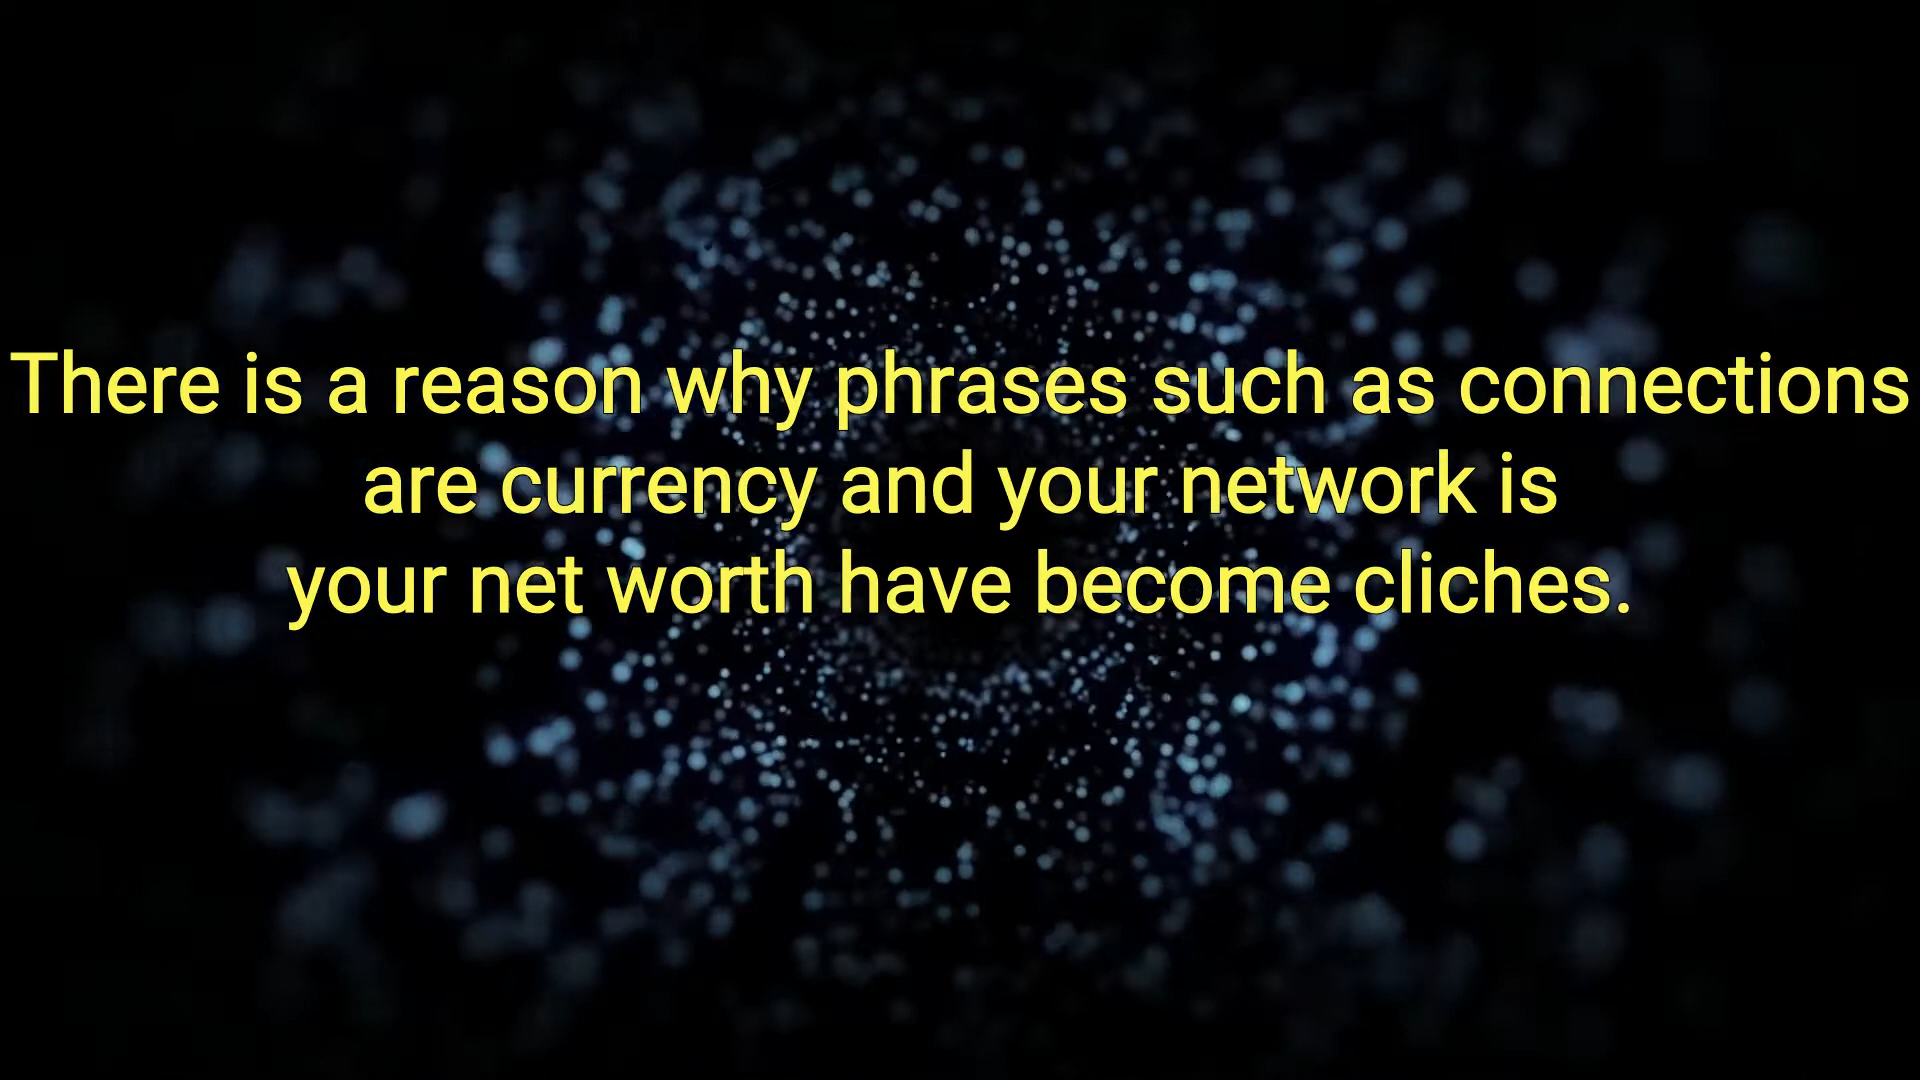 There is a reason why phrases such as connections
are currency and your network is
your net worth have become cliches.